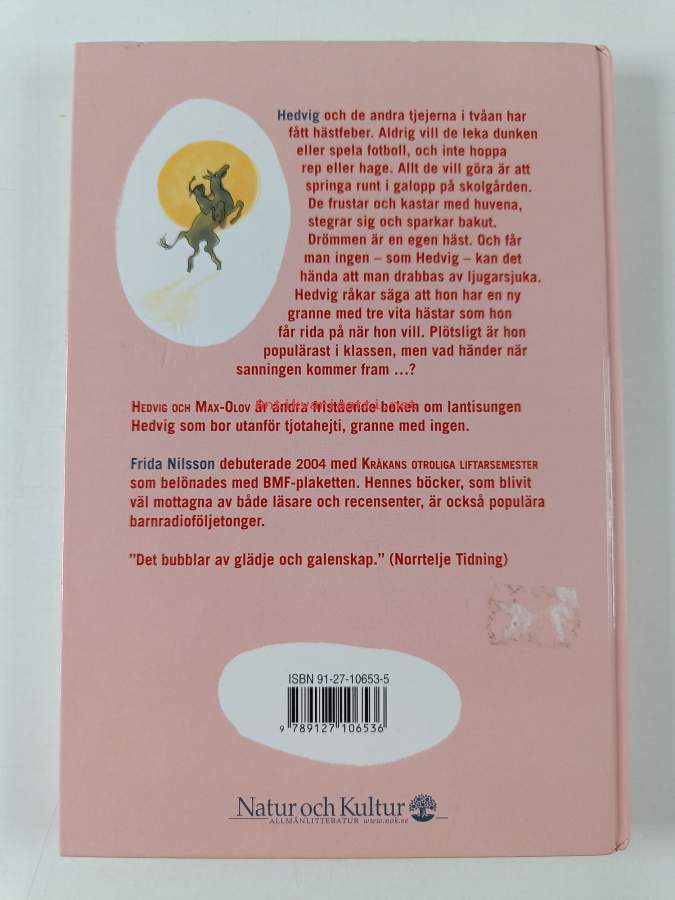 Hedvig och de andra tjejerna i tvåan har
fått hästfeber. Aldrig vill de leka dunken
eller spela fotboll, och inte hoppa
rep eller hage. Allt de vill göra är att
springa runt i galopp på skolgården.
De frustar och kastar med huvena,
stegrar sig och sparkar bakut.
Drömmen är en egen häst. Och får
man ingen – som Hedvig – kan det
hända att man drabbas av ljugarsjuka.
Hedvig råkar säga att hon har en ny
granne med tre vita hästar som hon
får rida på när hon vill. Plötsligt är hon
populärast i klassen, men vad händer när
sanningen kommer fram …?
HEDVIG OCH MAX-OLOV är andra fristående boken om lantisungen
Hedvig som bor utanför tjotahejti, granne med ingen.
Frida Nilsson debuterade 2004 med KRÅKANS OTROLIGA LIFTARSEMESTER
som belönades med BMF-plaketten. Hennes böcker, som blivit
väl mottagna av både läsare och recensenter, är också populära
barnradioföljetonger.
"Det bubblar av glädje och galenskap." (Norrtelje Tidning)
ISBN 91-27-10653-5
9 789127 106536
Natur och Kultur
ALLMÄNLITTERATUR www.nok.se